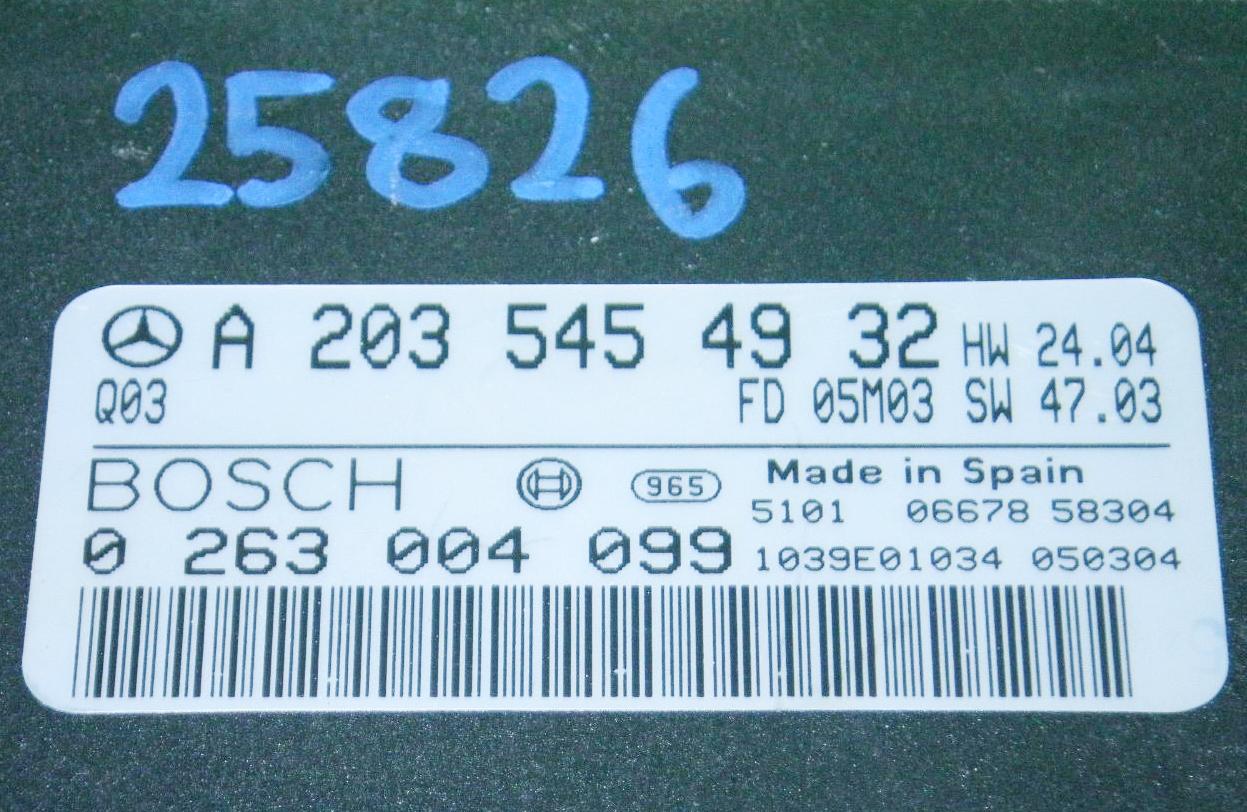 25826
A 203 545 49 32 HW 24.04
Q03 FD 05M03 SW 47.03
BOSCH 965 Made in Spain
5101 06678 58304
0 263 004 099 1039E01034 050304